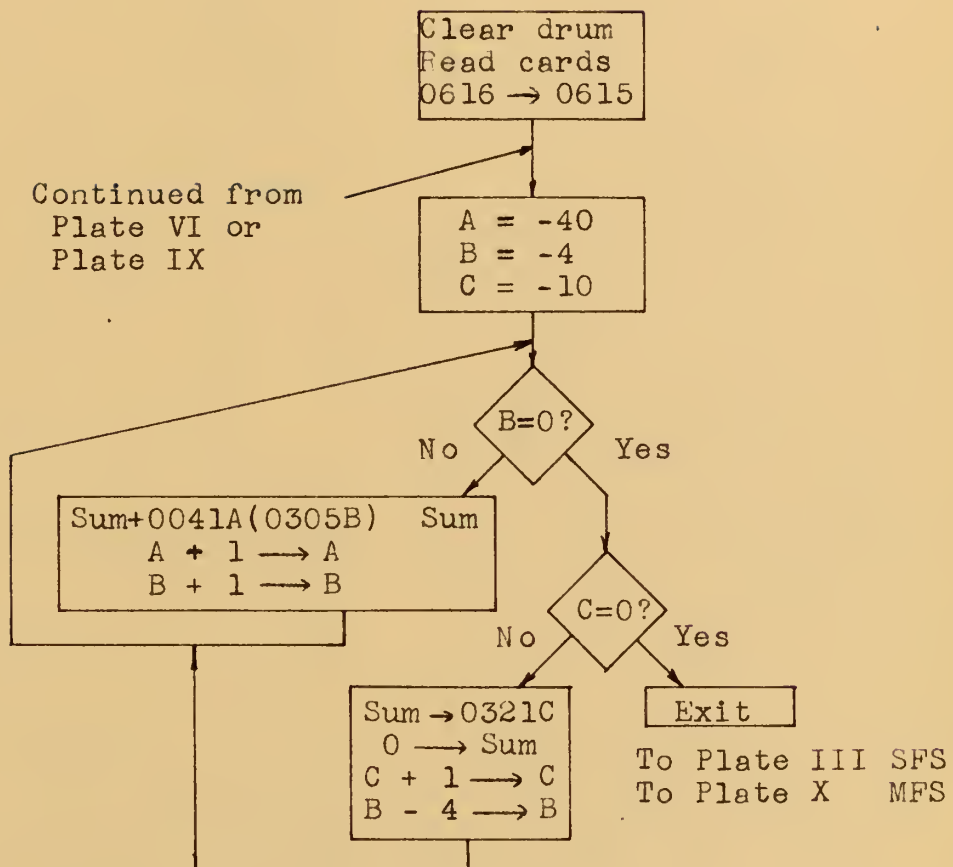 Clear drum
Read cards
0616 → 0615
Continued from
Plate VI or
Plate IX
A = -40
B = -4
C = -10
B=0?
No
Yes
Sum+0041A(0305B) Sum
A + 1 → A
B + 1 → B
C=0?
No
Yes
Sum → 0321C
0 → Sum
C + 1 → C
B - 4 → B
Exit
To Plate III SFS
To Plate X MFS